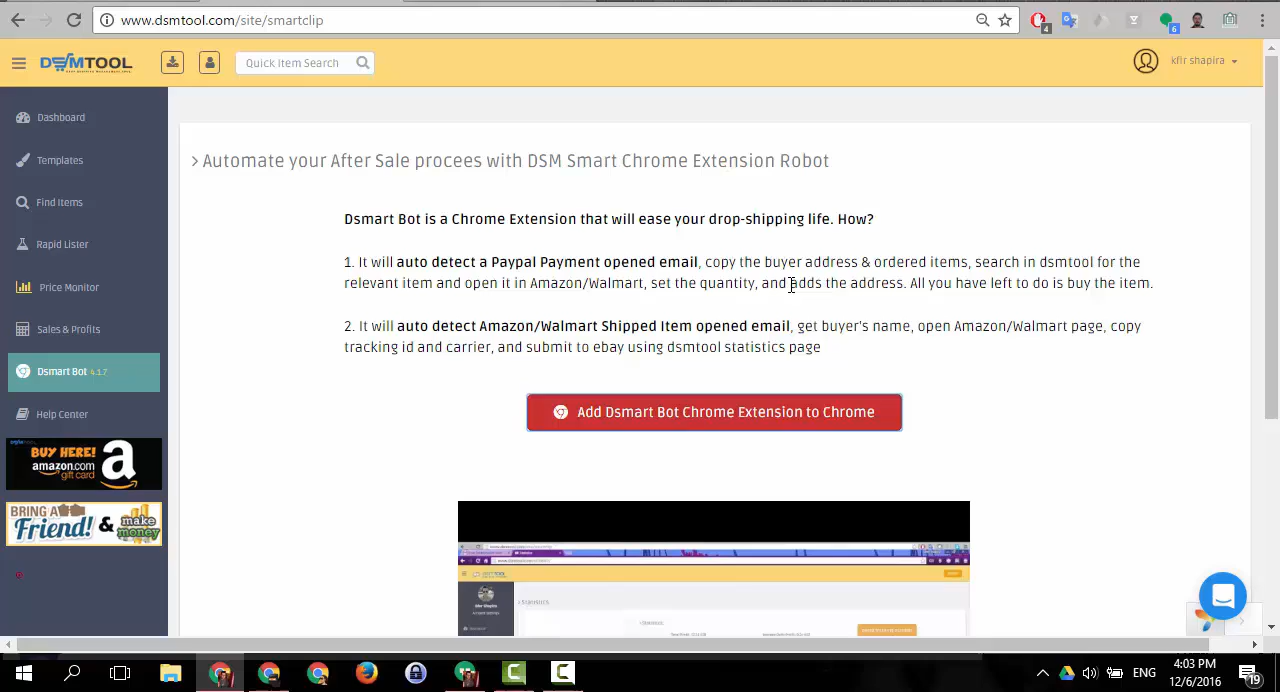 www.dsmtool.com/site/smartclip
4
6
DSMTOOL
Quick Item Search
kfir shapira
Dashboard
Templates
Find Items
Rapid Lister
Price Monitor
Sales & Profits
Dsmart Bot 4.1.7
Help Center
BUY HERE!
amazon.com
gift card
a
BRING A
Friend! & make
money
> Automate your After Sale procees with DSM Smart Chrome Extension Robot
Dsmart Bot is a Chrome Extension that will ease your drop-shipping life. How?
1. It will auto detect a Paypal Payment opened email, copy the buyer address & ordered items, search in dsmtool for the
relevant item and open it in Amazon/Walmart, set the quantity, and adds the address. All you have left to do is buy the item.
2. It will auto detect Amazon/Walmart Shipped Item opened email, get buyer's name, open Amazon/Walmart page, copy
tracking id and carrier, and submit to ebay using dsmtool statistics page
Add Dsmart Bot Chrome Extension to Chrome
> STATISTICS
ENG
4:03 PM
12/6/2016
19